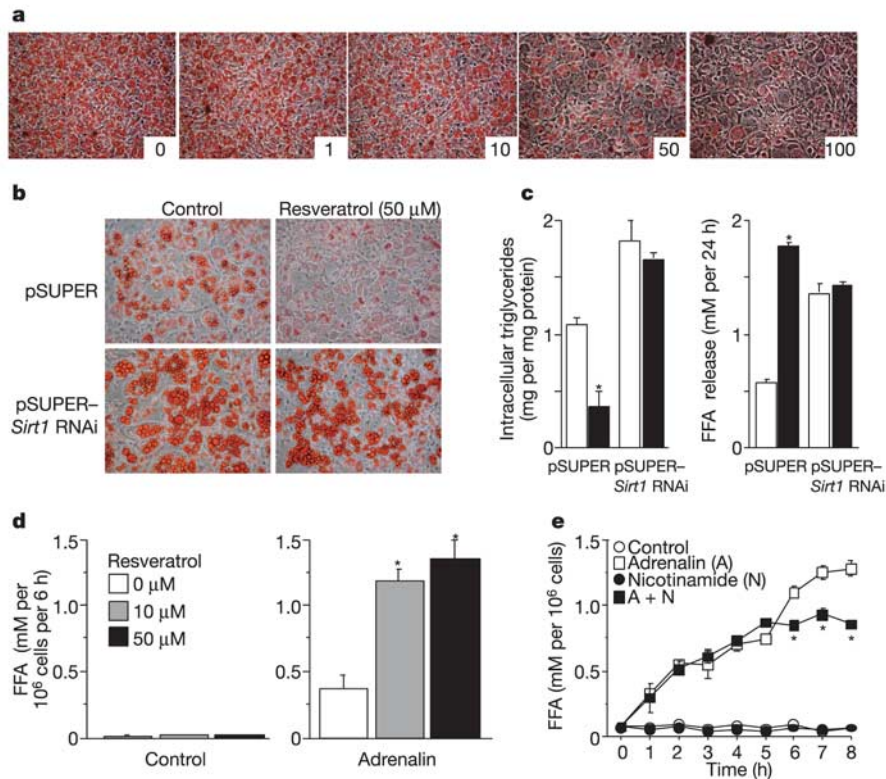 a
0
1
10
50
100
b
Control
Resveratrol (50 μM)
pSUPER
pSUPER–
Sirt1 RNAi
c
Intracellular triglycerides
(mg per mg protein)
2
1
0
pSUPER
pSUPER–
Sirt1 RNAi
*
FFA release (mM per 24 h)
2
1
0
pSUPER
pSUPER–
Sirt1 RNAi
*
d
FFA (mM per
10⁶ cells per 6 h)
1.5
1.0
0.5
0
Resveratrol
0 μM
10 μM
50 μM
Control
1.5
1.0
0.5
0
*
*
Adrenalin
e
FFA (mM per 10⁶ cells)
1.5
1.0
0.5
0
Control
Adrenalin (A)
Nicotinamide (N)
A + N
* * *
0 1 2 3 4 5 6 7 8
Time (h)